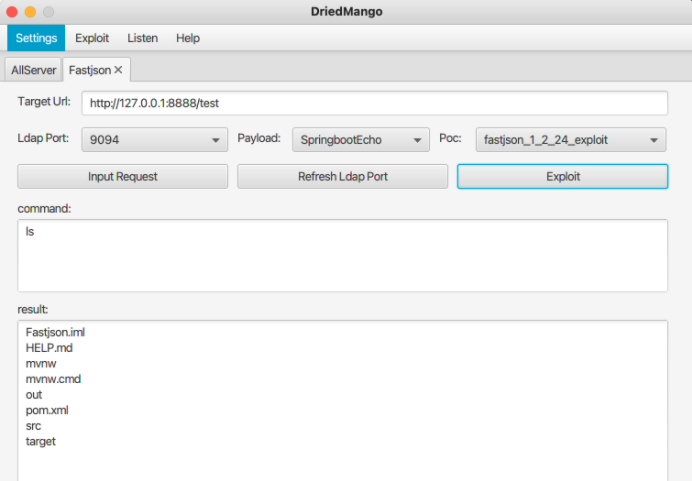 DriedMango
Settings Exploit Listen Help
AllServer Fastjson ×
Target Url: http://127.0.0.1:8888/test
Ldap Port: 9094 Payload: SpringbootEcho Poc: fastjson_1_2_24_exploit
Input Request Refresh Ldap Port Exploit
command:
ls
result:
Fastjson.iml
HELP.md
mvnw
mvnw.cmd
out
pom.xml
src
target